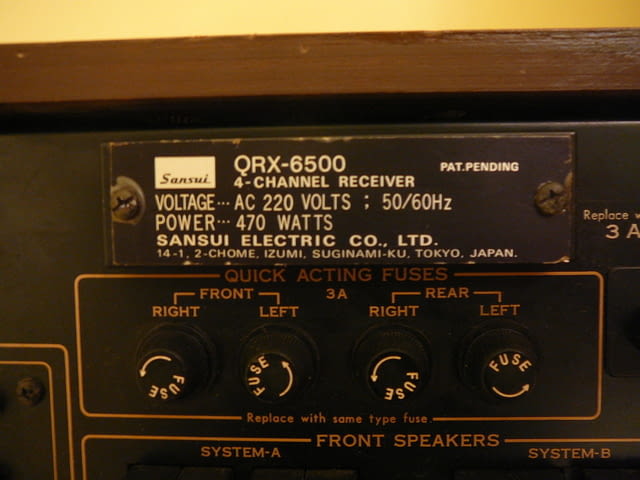 Sansui
QRX-6500
PAT.PENDING
4-CHANNEL RECEIVER
VOLTAGE··· AC 220 VOLTS ; 50/60Hz
POWER··· 470 WATTS
SANSUI ELECTRIC CO., LTD.
14-1, 2-CHOME, IZUMI, SUGINAMI-KU, TOKYO, JAPAN.
Replace
3
QUICK ACTING FUSES
FRONT 3A REAR
RIGHT LEFT RIGHT LEFT
FUSE FUSE FUSE FUSE
Replace with same type fuse.
FRONT SPEAKERS
SYSTEM-A SYSTEM-B